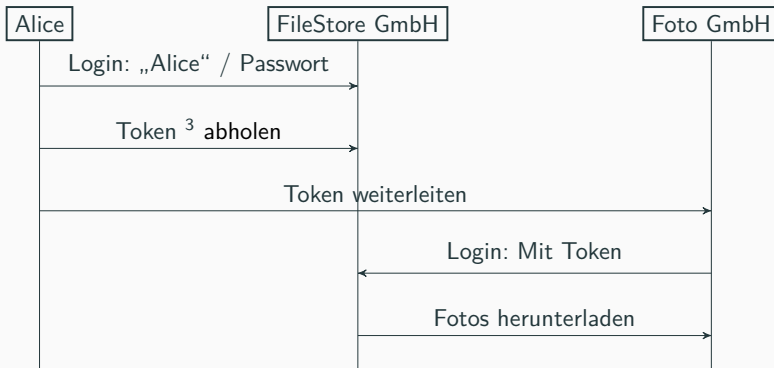 Alice
FileStore GmbH
Foto GmbH
Login: „Alice“ / Passwort
Token ³ abholen
Token weiterleiten
Login: Mit Token
Fotos herunterladen